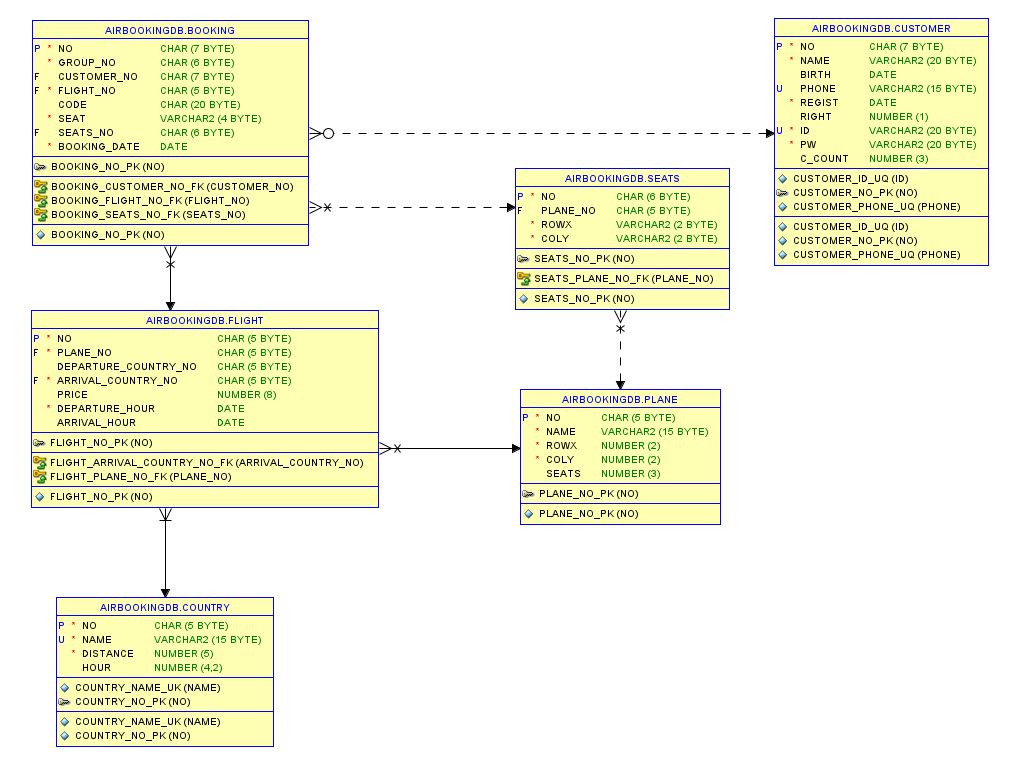 AIRBOOKINGDB.BOOKING
P * NO CHAR (7 BYTE)
* GROUP_NO CHAR (6 BYTE)
F CUSTOMER_NO CHAR (7 BYTE)
F * FLIGHT_NO CHAR (5 BYTE)
CODE CHAR (20 BYTE)
* SEAT VARCHAR2 (4 BYTE)
F SEATS_NO CHAR (6 BYTE)
* BOOKING_DATE DATE
BOOKING_NO_PK (NO)
BOOKING_CUSTOMER_NO_FK (CUSTOMER_NO)
BOOKING_FLIGHT_NO_FK (FLIGHT_NO)
BOOKING_SEATS_NO_FK (SEATS_NO)
BOOKING_NO_PK (NO)
AIRBOOKINGDB.CUSTOMER
P * NO CHAR (7 BYTE)
* NAME VARCHAR2 (20 BYTE)
BIRTH DATE
U PHONE VARCHAR2 (15 BYTE)
* REGIST DATE
RIGHT NUMBER (1)
U * ID VARCHAR2 (20 BYTE)
* PW VARCHAR2 (20 BYTE)
C_COUNT NUMBER (3)
CUSTOMER_ID_UQ (ID)
CUSTOMER_NO_PK (NO)
CUSTOMER_PHONE_UQ (PHONE)
CUSTOMER_ID_UQ (ID)
CUSTOMER_NO_PK (NO)
CUSTOMER_PHONE_UQ (PHONE)
AIRBOOKINGDB.SEATS
P * NO CHAR (6 BYTE)
F PLANE_NO CHAR (5 BYTE)
* ROWX VARCHAR2 (2 BYTE)
* COLY VARCHAR2 (2 BYTE)
SEATS_NO_PK (NO)
SEATS_PLANE_NO_FK (PLANE_NO)
SEATS_NO_PK (NO)
AIRBOOKINGDB.FLIGHT
P * NO CHAR (5 BYTE)
F * PLANE_NO CHAR (5 BYTE)
DEPARTURE_COUNTRY_NO CHAR (5 BYTE)
F * ARRIVAL_COUNTRY_NO CHAR (5 BYTE)
PRICE NUMBER (8)
* DEPARTURE_HOUR DATE
ARRIVAL_HOUR DATE
FLIGHT_NO_PK (NO)
FLIGHT_ARRIVAL_COUNTRY_NO_FK (ARRIVAL_COUNTRY_NO)
FLIGHT_PLANE_NO_FK (PLANE_NO)
FLIGHT_NO_PK (NO)
AIRBOOKINGDB.PLANE
P * NO CHAR (5 BYTE)
* NAME VARCHAR2 (15 BYTE)
* ROWX NUMBER (2)
* COLY NUMBER (2)
SEATS NUMBER (3)
PLANE_NO_PK (NO)
PLANE_NO_PK (NO)
AIRBOOKINGDB.COUNTRY
P * NO CHAR (5 BYTE)
U * NAME VARCHAR2 (15 BYTE)
* DISTANCE NUMBER (5)
HOUR NUMBER (4,2)
COUNTRY_NAME_UK (NAME)
COUNTRY_NO_PK (NO)
COUNTRY_NAME_UK (NAME)
COUNTRY_NO_PK (NO)